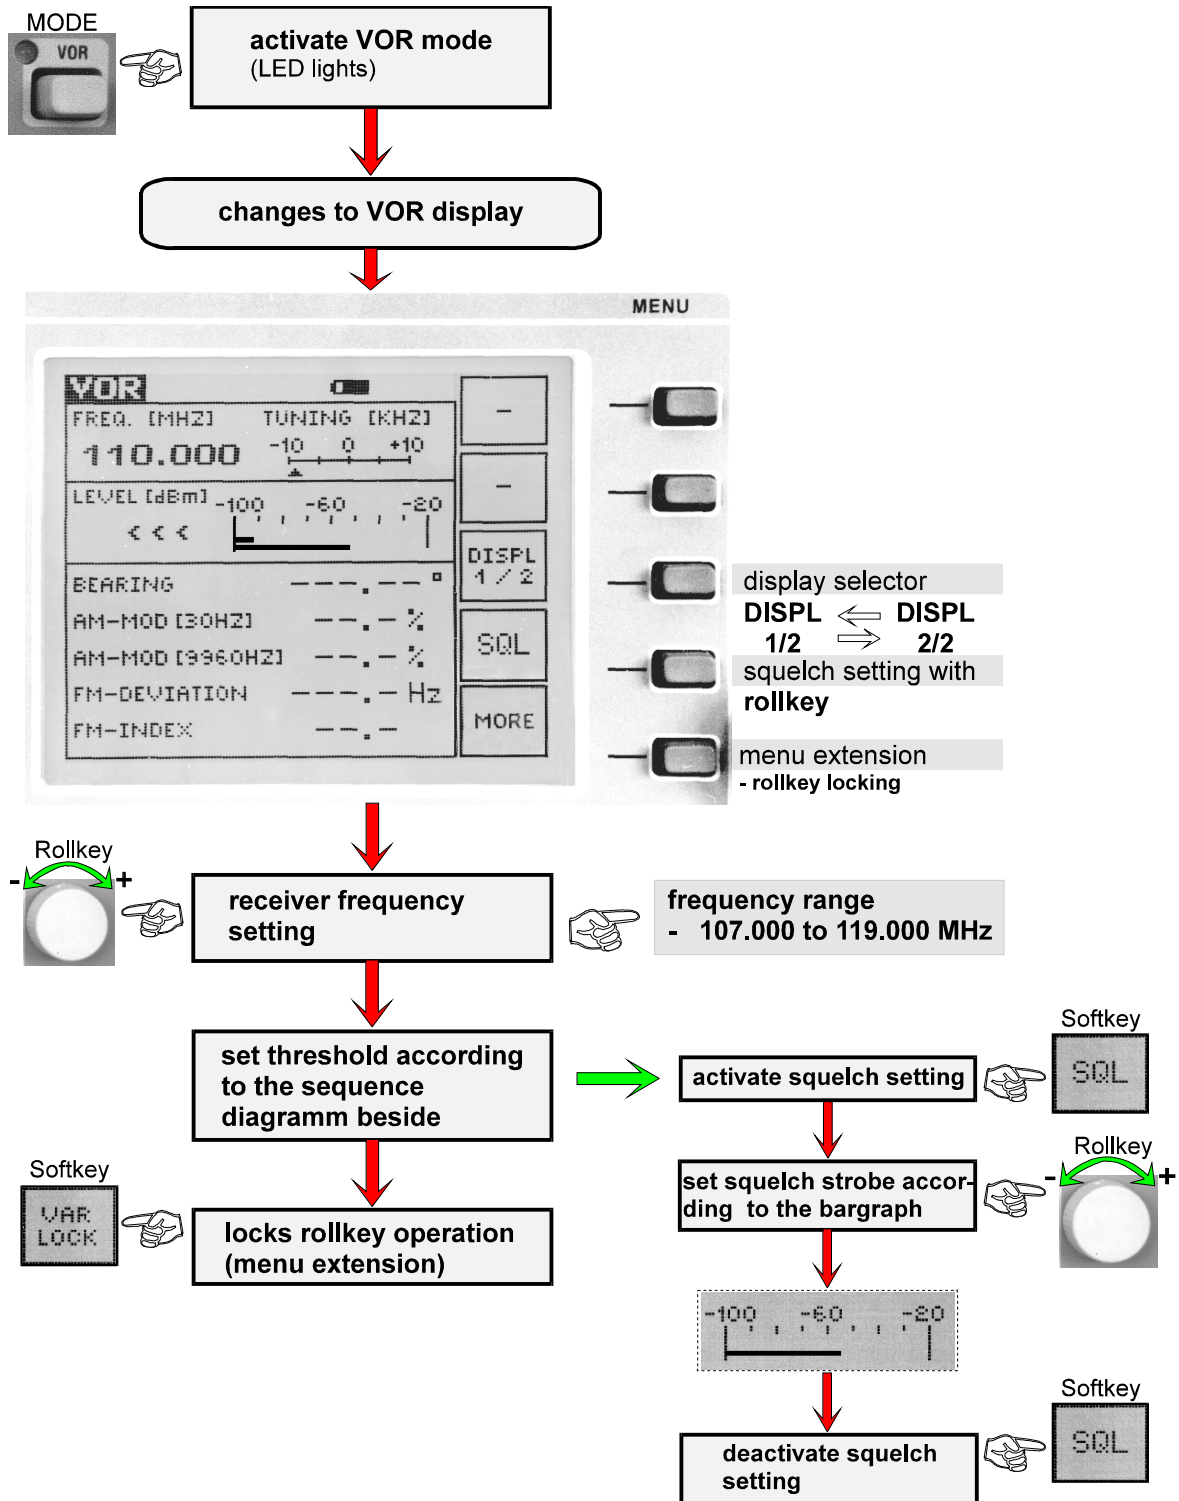 MODE
VOR
activate VOR mode
(LED lights)
changes to VOR display
MENU
VOR
FREQ. [MHZ] TUNING [KHZ]
110.000
-10 0 +10
LEVEL [dBm]
-100 -60 -20
< < <
BEARING ---.--°
AM-MOD [30HZ] --.- %
AM-MOD [9960HZ] --.- %
FM-DEVIATION ---.- Hz
FM-INDEX --.-
-
-
DISPL
1 / 2
SQL
MORE
display selector
DISPL DISPL
1/2 2/2
squelch setting with
rollkey
menu extension
- rollkey locking
Rollkey
- +
receiver frequency
setting
frequency range
- 107.000 to 119.000 MHz
set threshold according
to the sequence
diagramm beside
Softkey
VAR
LOCK
locks rollkey operation
(menu extension)
activate squelch setting
Softkey
SQL
set squelch strobe accor-
ding to the bargraph
Rollkey
- +
-100 -60 -20
deactivate squelch
setting
Softkey
SQL